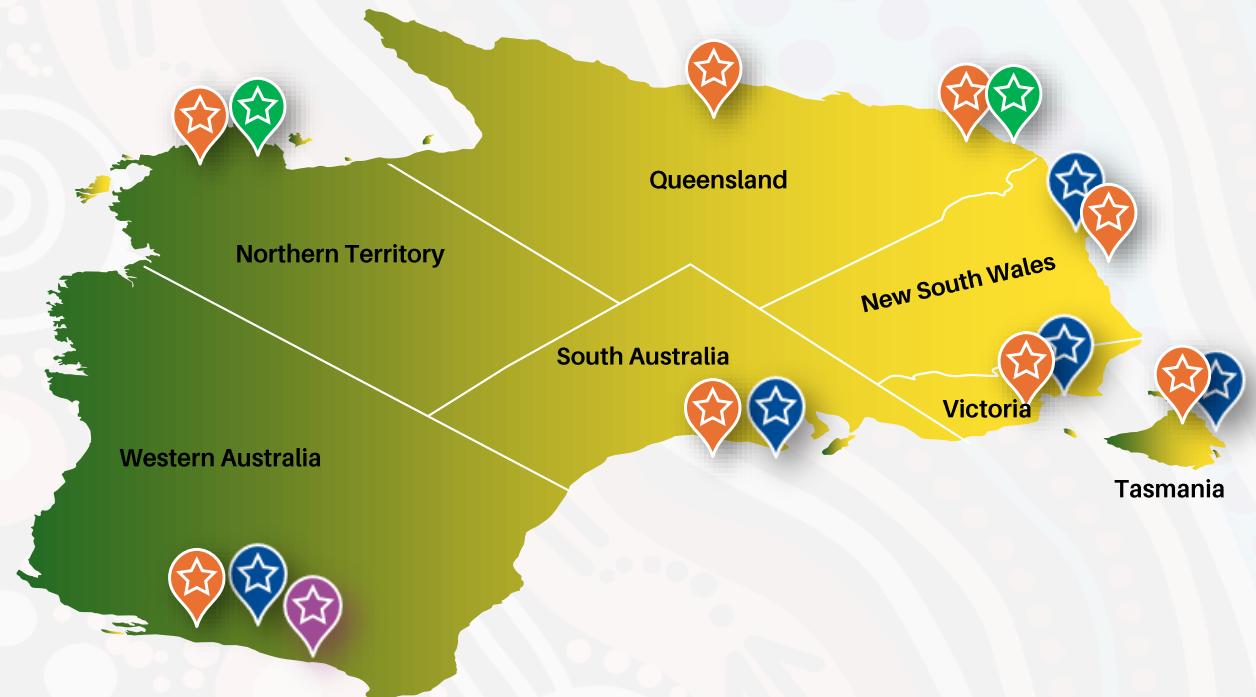 Queensland
Northern Territory
New South Wales
South Australia
Victoria
Western Australia
Tasmania